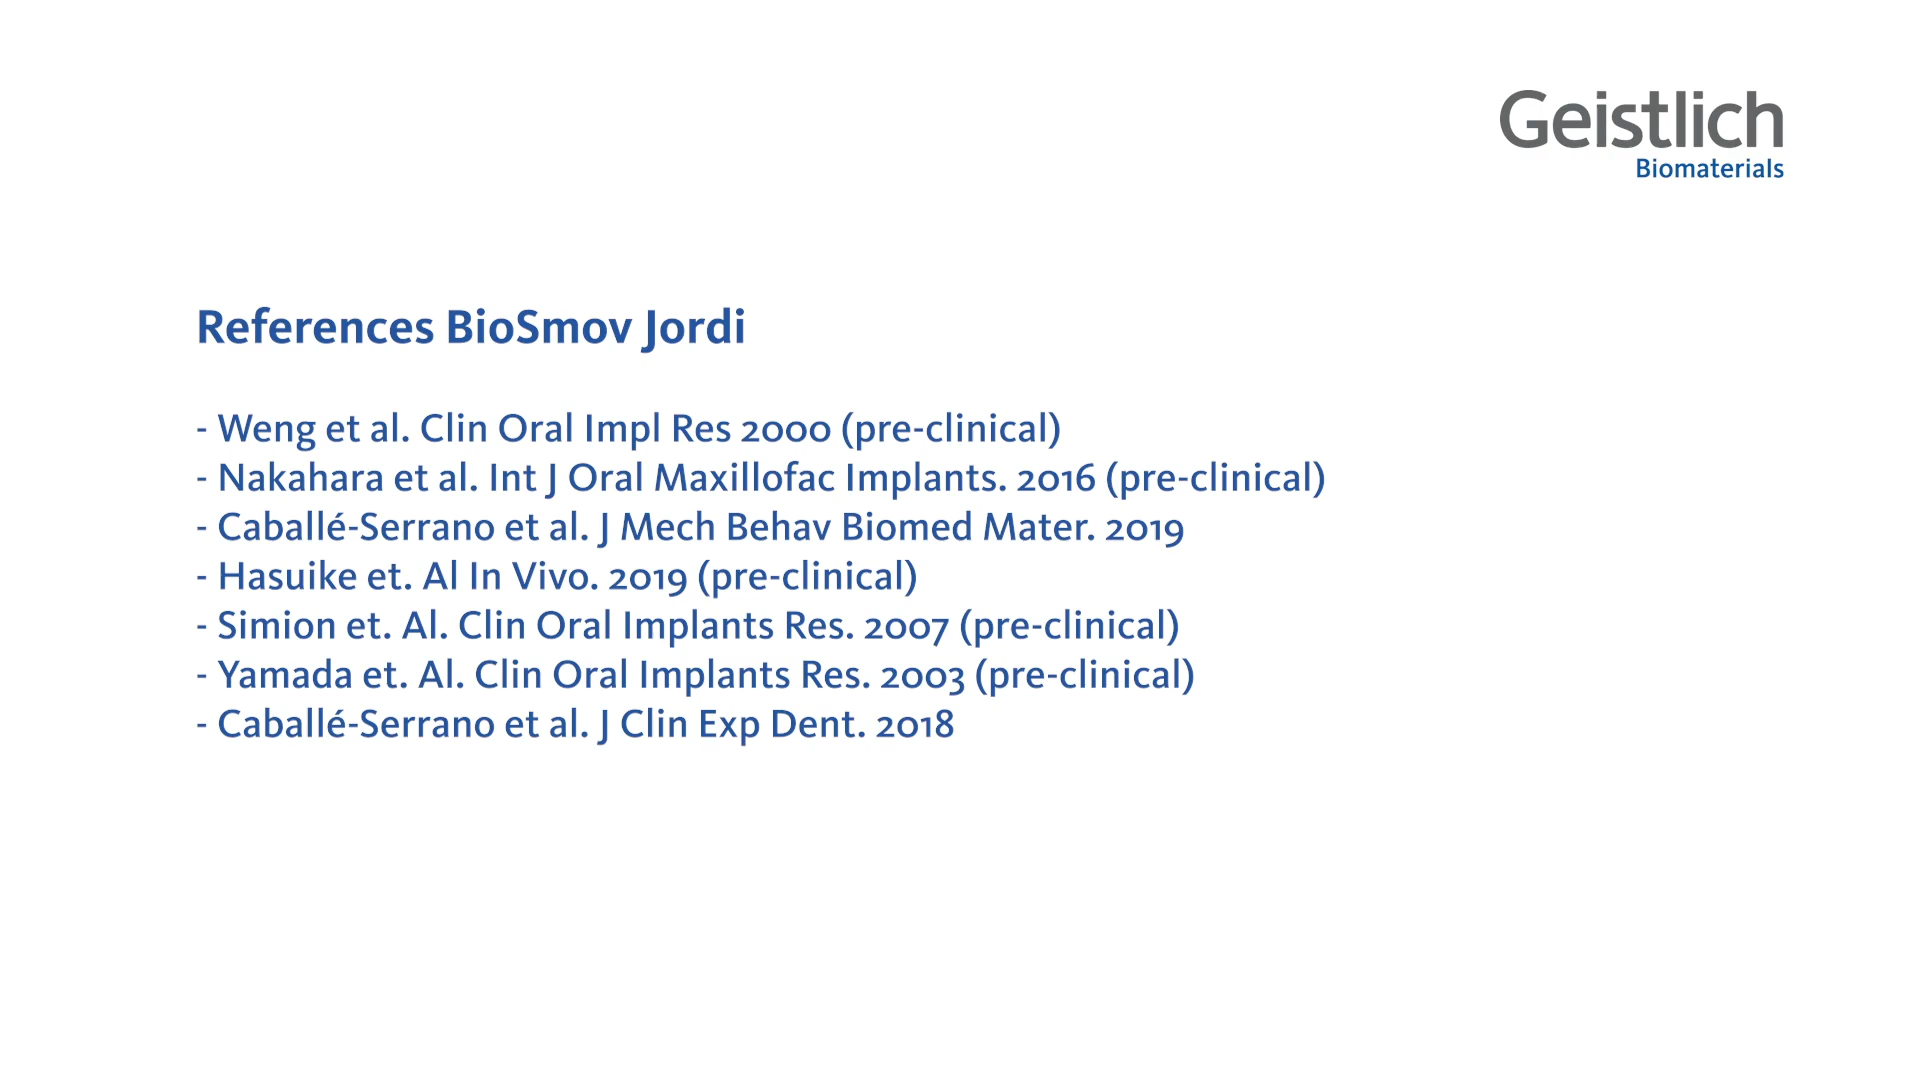 Geistlich
Biomaterials
References BioSmov Jordi
- Weng et al. Clin Oral Impl Res 2000 (pre-clinical)
- Nakahara et al. Int J Oral Maxillofac Implants. 2016 (pre-clinical)
- Caballé-Serrano et al. J Mech Behav Biomed Mater. 2019
- Hasuike et. Al In Vivo. 2019 (pre-clinical)
- Simion et. Al. Clin Oral Implants Res. 2007 (pre-clinical)
- Yamada et. Al. Clin Oral Implants Res. 2003 (pre-clinical)
- Caballé-Serrano et al. J Clin Exp Dent. 2018